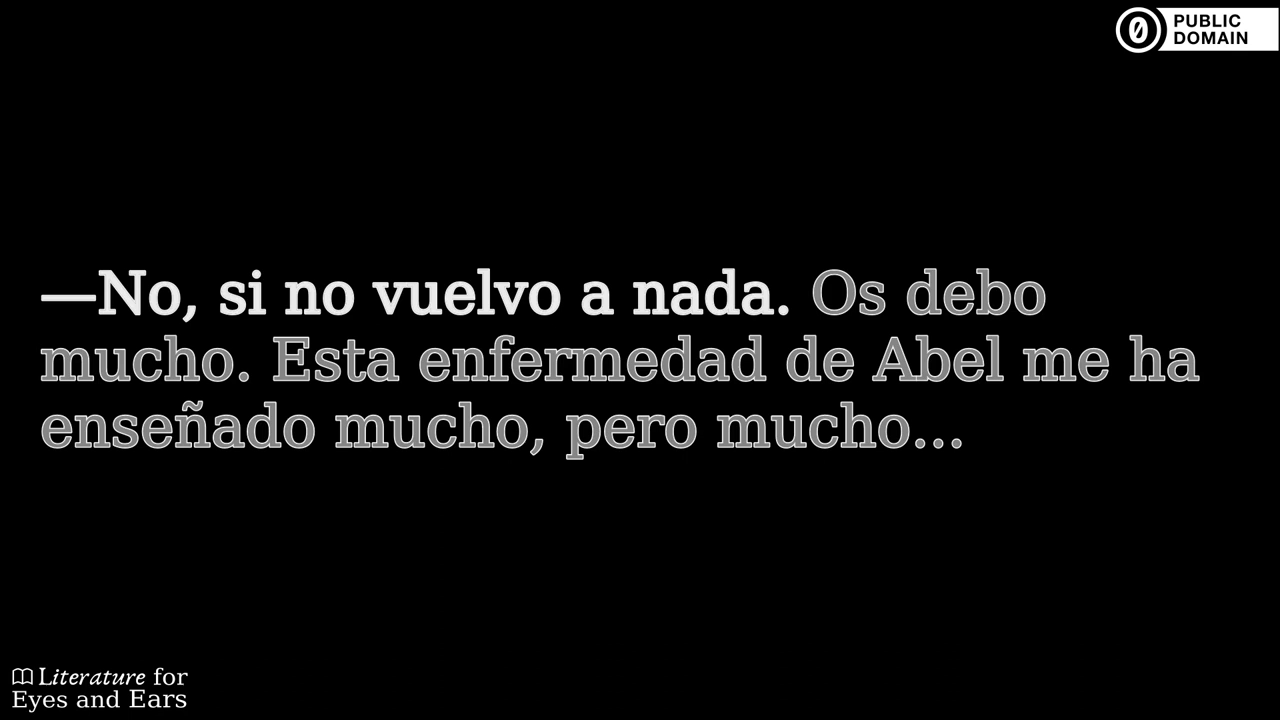 PUBLIC
DOMAIN
—No, si no vuelvo a nada. Os debo
mucho. Esta enfermedad de Abel me ha
enseñado mucho, pero mucho...
Literature for
Eyes and Ears